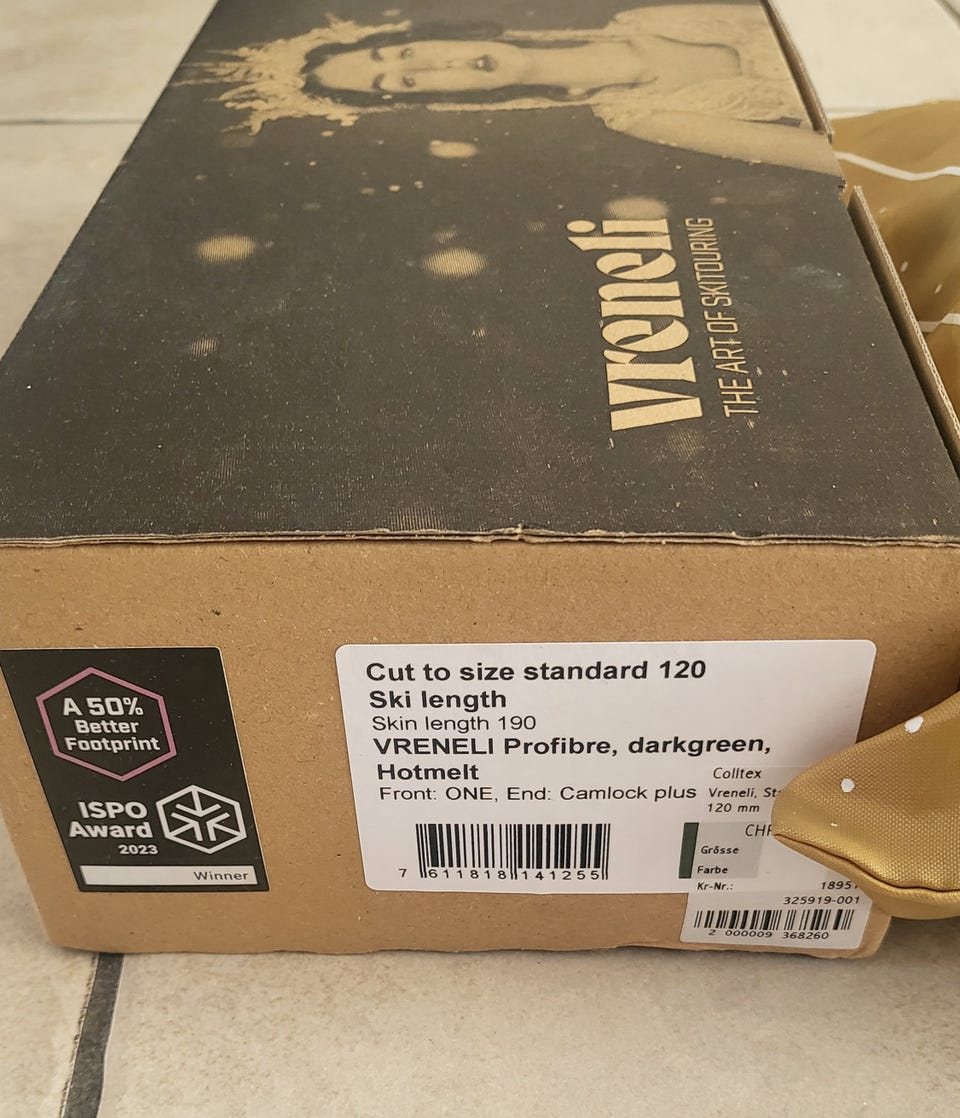 vreneli
THE ART OF SKITOURING
A 50%
Better
Footprint
ISPO
Award
2023
Winner
Cut to size standard 120
Ski length
Skin length 190
VRENELI Profibre, darkgreen,
Hotmelt
Front: ONE, End: Camlock plus
7 611818 141255
Colltex
Vreneli,
120 mm
Grösse
Farbe
Kr-Nr.:
325919-001
2 000009 368260